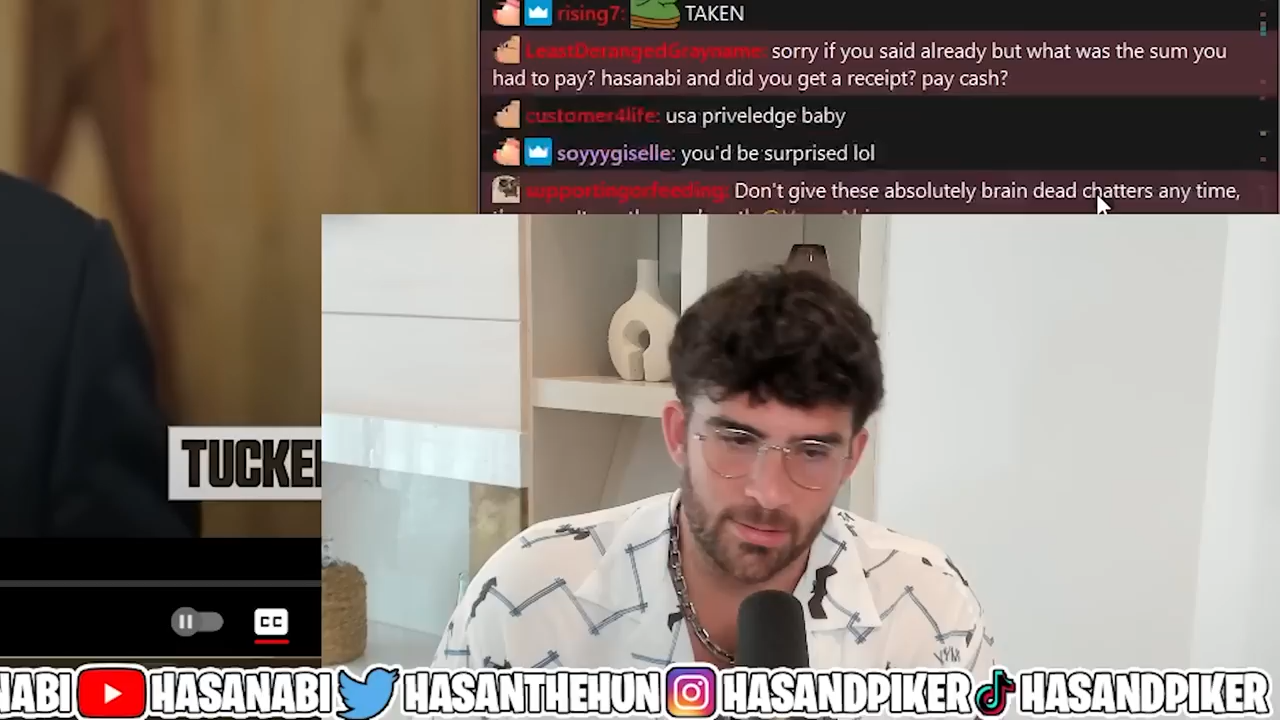 rising7: TAKEN
LeastDerangedGrayname: sorry if you said already but what was the sum you
had to pay? hasanabi and did you get a receipt? pay cash?
customer4life: usa priveledge baby
soyyygiselle: you'd be surprised lol
supportingorfeeding: Don't give these absolutely brain dead chatters any time,
TUCKE
CC
NABI HASANABI HASANTHEHUN HASANDPIKER HASANDPIKER